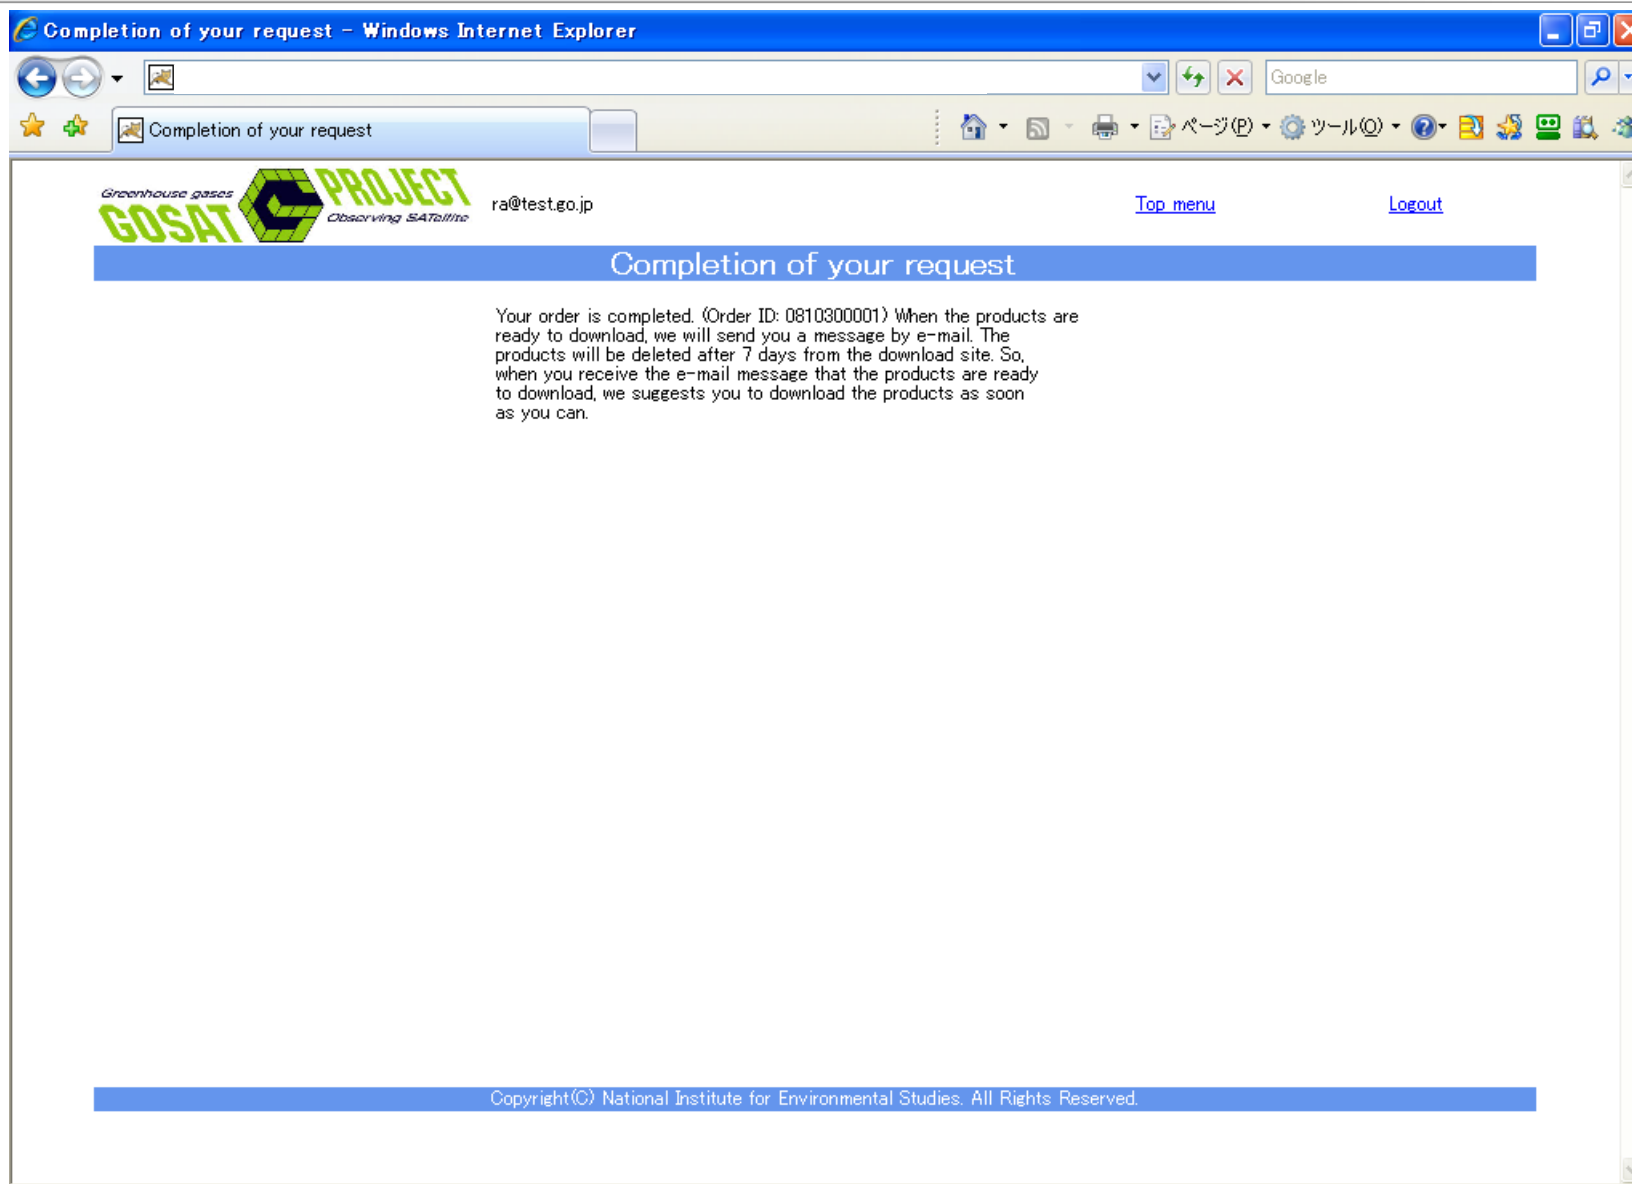 Completion of your request - Windows Internet Explorer
Google
Completion of your request
ページ(P)
ツール(O)
Greenhouse gases
GOSAT
PROJECT
Observing SATellite
ra@test.go.jp
Top menu
Logout
Completion of your request
Your order is completed. (Order ID: 0810300001) When the products are
ready to download, we will send you a message by e-mail. The
products will be deleted after 7 days from the download site. So,
when you receive the e-mail message that the products are ready
to download, we suggests you to download the products as soon
as you can.
Copyright(C) National Institute for Environmental Studies. All Rights Reserved.